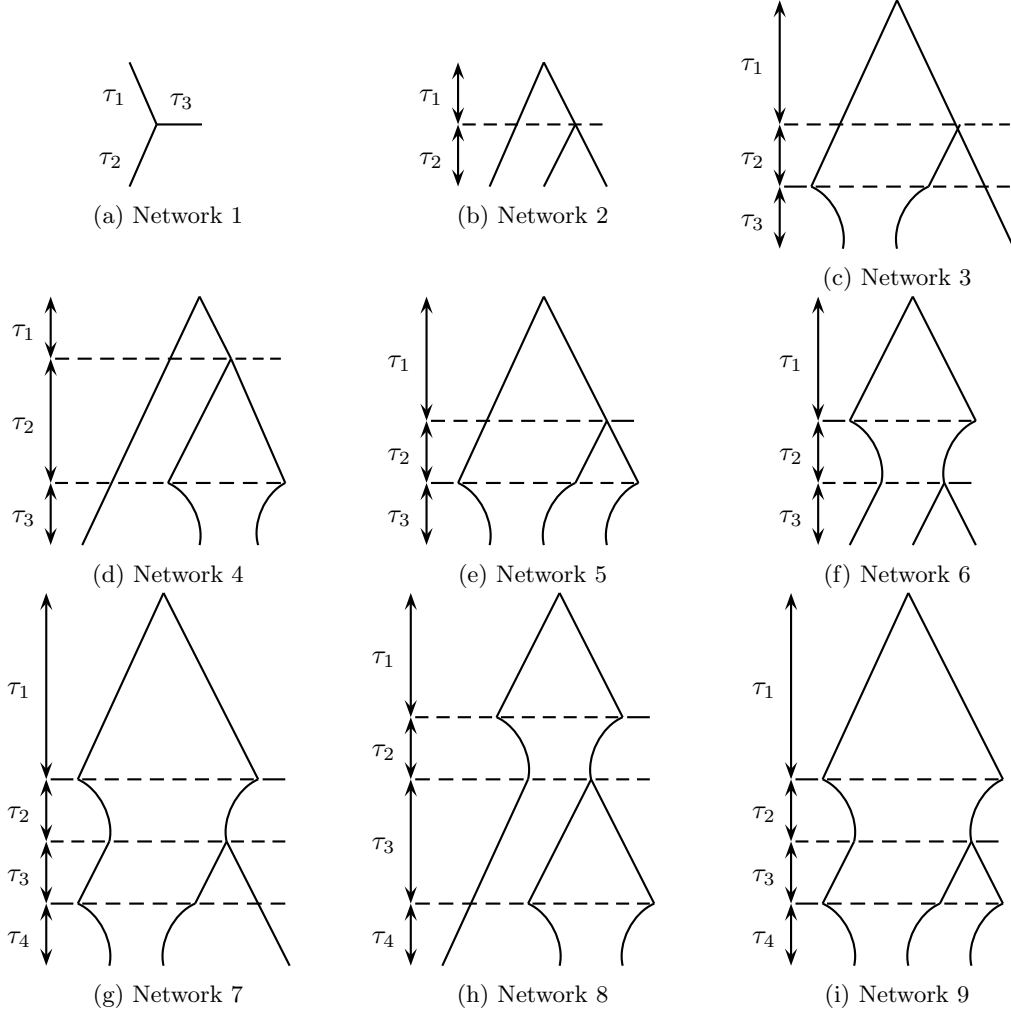 τ₁
τ₃
τ₂
(a) Network 1
τ₁
τ₂
(b) Network 2
τ₁
τ₂
τ₃
(c) Network 3
τ₁
τ₂
τ₃
(d) Network 4
τ₁
τ₂
τ₃
(e) Network 5
τ₁
τ₂
τ₃
(f) Network 6
τ₁
τ₂
τ₃
τ₄
(g) Network 7
τ₁
τ₂
τ₃
τ₄
(h) Network 8
τ₁
τ₂
τ₃
τ₄
(i) Network 9